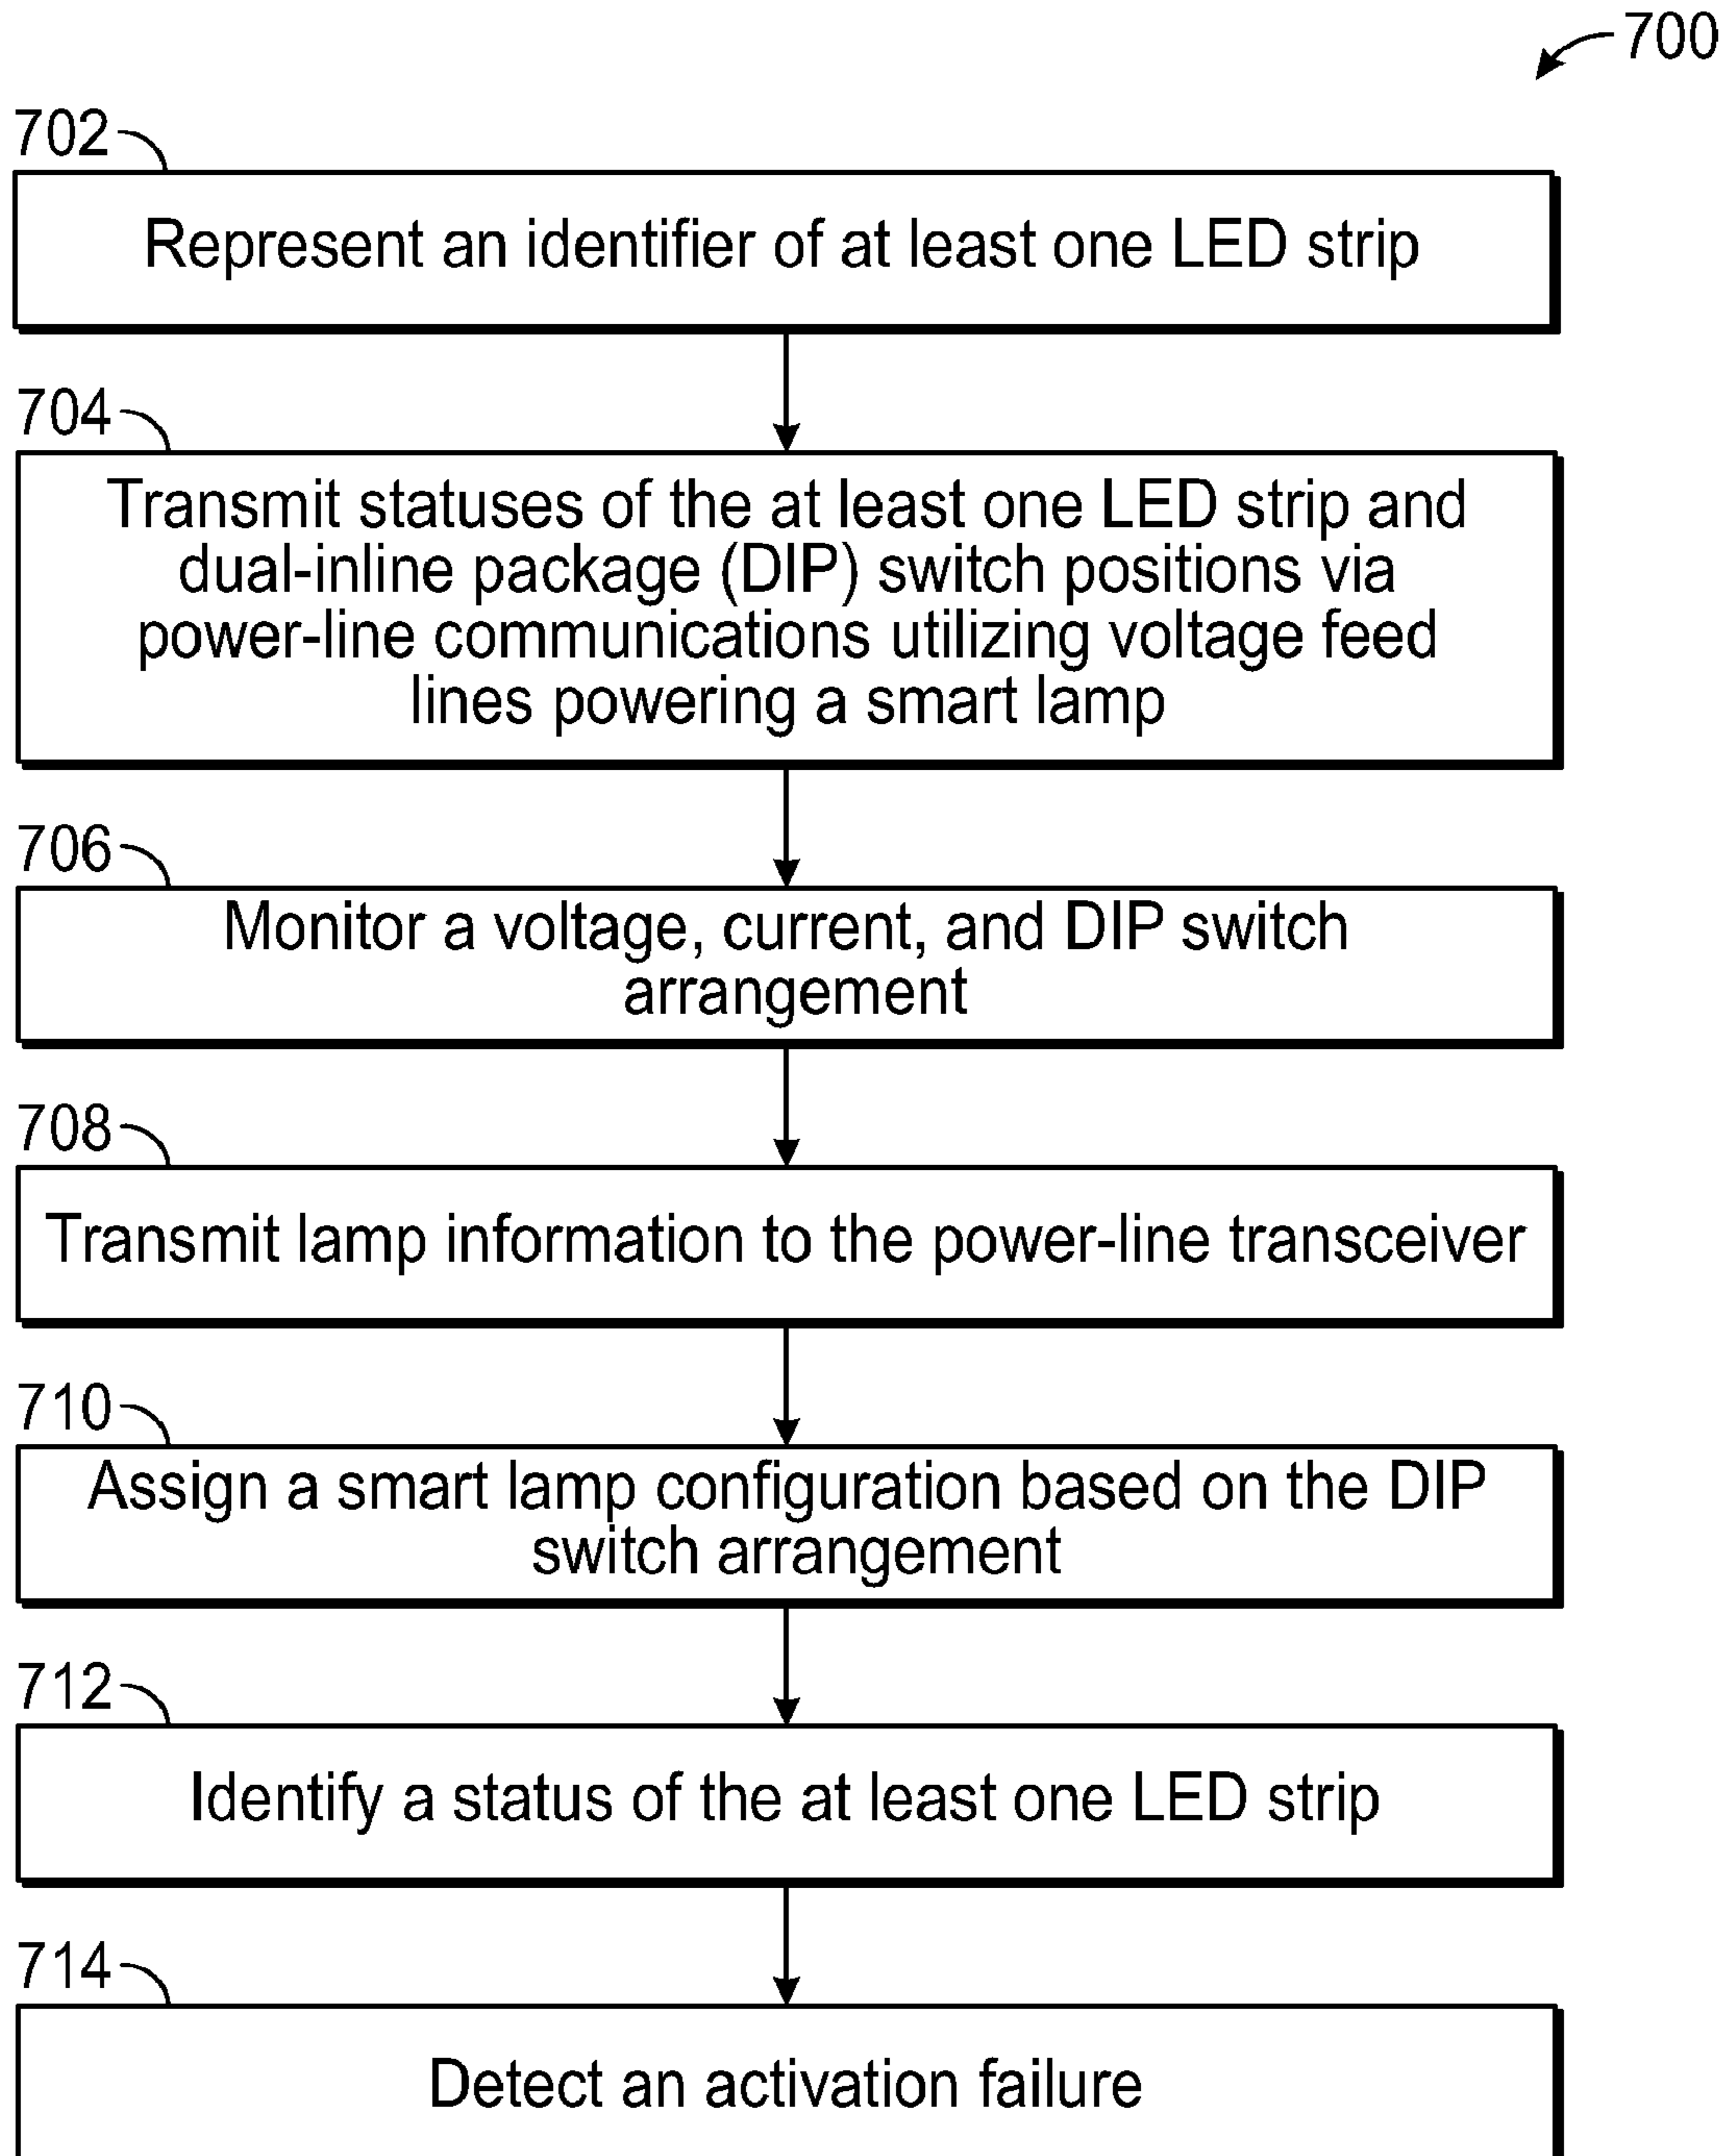 700
702
Represent an identifier of at least one LED strip
704
Transmit statuses of the at least one LED strip and
dual-inline package (DIP) switch positions via
power-line communications utilizing voltage feed
lines powering a smart lamp
706
Monitor a voltage, current, and DIP switch
arrangement
708
Transmit lamp information to the power-line transceiver
710
Assign a smart lamp configuration based on the DIP
switch arrangement
712
Identify a status of the at least one LED strip
714
Detect an activation failure